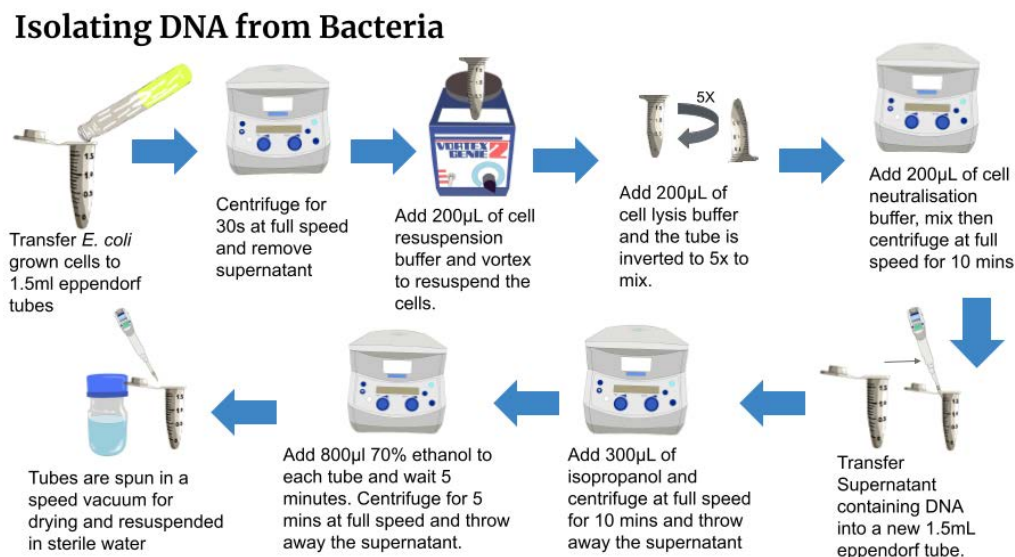 Isolating DNA from Bacteria
Transfer E. coli
grown cells to
1.5ml eppendorf
tubes
Centrifuge for
30s at full speed
and remove
supernatant
VORTEX
GENIE 2
Add 200µL of cell
resuspension
buffer and vortex
to resuspend the
cells.
5X
Add 200µL of
cell lysis buffer
and the tube is
inverted to 5x to
mix.
Add 200µL of cell
neutralisation
buffer, mix then
centrifuge at full
speed for 10 mins
Transfer
Supernatant
containing DNA
into a new 1.5mL
eppendorf tube.
Add 300µL of
isopropanol and
centrifuge at full speed
for 10 mins and throw
away the supernatant
Add 800µl 70% ethanol to
each tube and wait 5
minutes. Centrifuge for 5
mins at full speed and throw
away the supernatant.
Tubes are spun in a
speed vacuum for
drying and resuspended
in sterile water